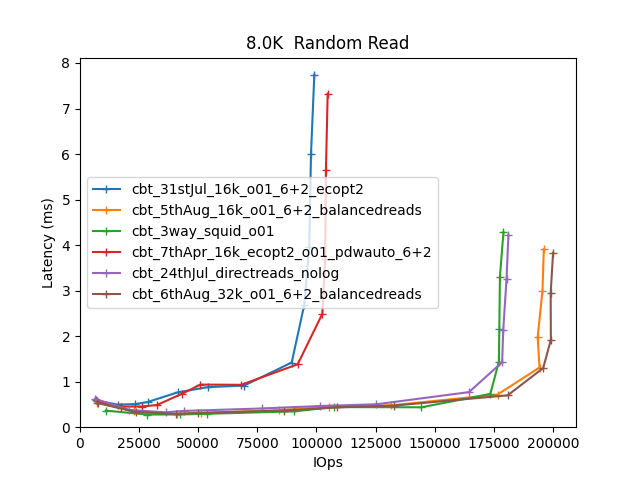 8.0K  Random Read
8
7
6
5
4
3
2
1
0
Latency (ms)
cbt_31stJul_16k_o01_6+2_ecopt2
cbt_5thAug_16k_o01_6+2_balancedreads
cbt_3way_squid_o01
cbt_7thApr_16k_ecopt2_o01_pdwauto_6+2
cbt_24thJul_directreads_nolog
cbt_6thAug_32k_o01_6+2_balancedreads
0 25000 50000 75000 100000 125000 150000 175000 200000
IOps